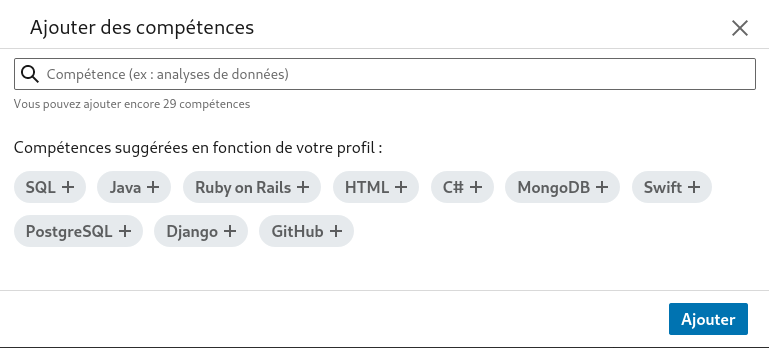 Ajouter des compétences
Compétence (ex : analyses de données)
Vous pouvez ajouter encore 29 compétences
Compétences suggérées en fonction de votre profil :
SQL + Java + Ruby on Rails + HTML + C# + MongoDB + Swift +
PostgreSQL + Django + GitHub +
Ajouter